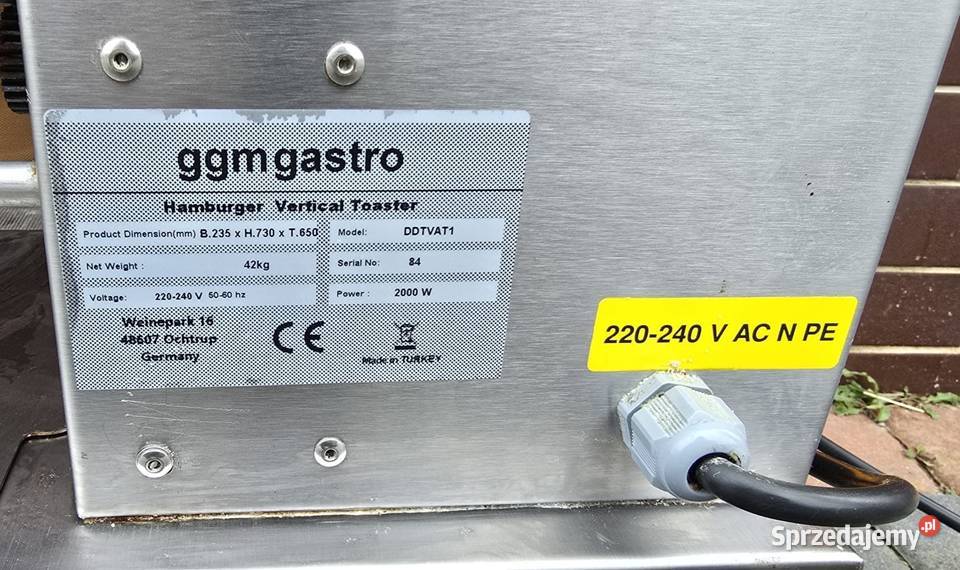 ggmgastro
Hamburger Vertical Toaster
Product Dimension(mm) B.235 x H.730 x T.650
Model: DDTVAT1
Net Weight : 42kg
Serial No: 84
Voltage: 220-240 V 50-60 hz
Power : 2000 W
Weinepark 16
48607 Ochtrup
Germany
CE
Made in TURKEY
220-240 V AC N PE
Sprzedajemy.pl